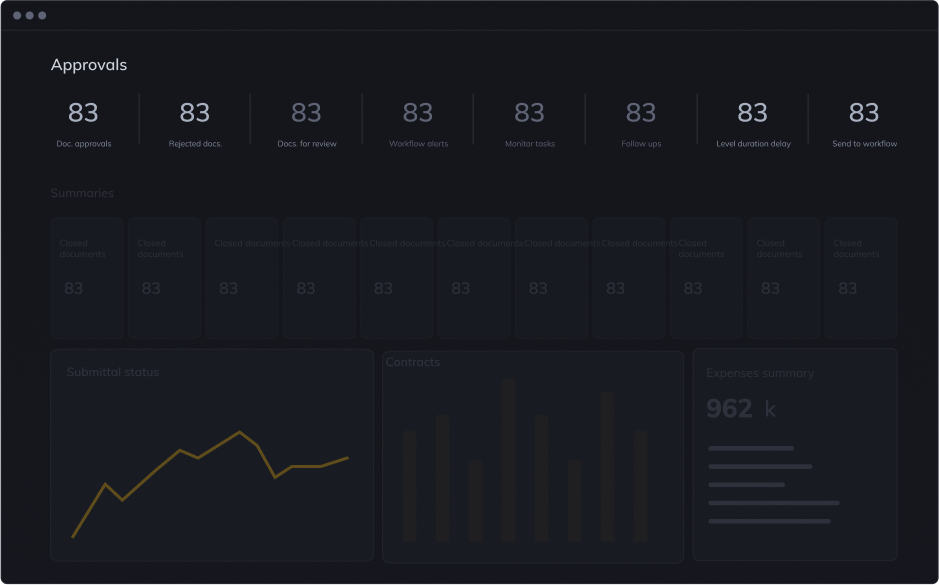 Approvals
83 83 83 83 83 83 83 83
Doc. approvals Rejected docs. Docs. for review Workflow alerts Monitor tasks Follow ups Level duration delay Send to workflow
Summaries
Closed documents Closed documents Closed documents Closed documents Closed documents Closed documents Closed documents Closed documents Closed documents Closed documents Closed documents
83 83 83 83 83 83 83 83 83 83 83
Submittal status
Contracts
Expenses summary
962 k